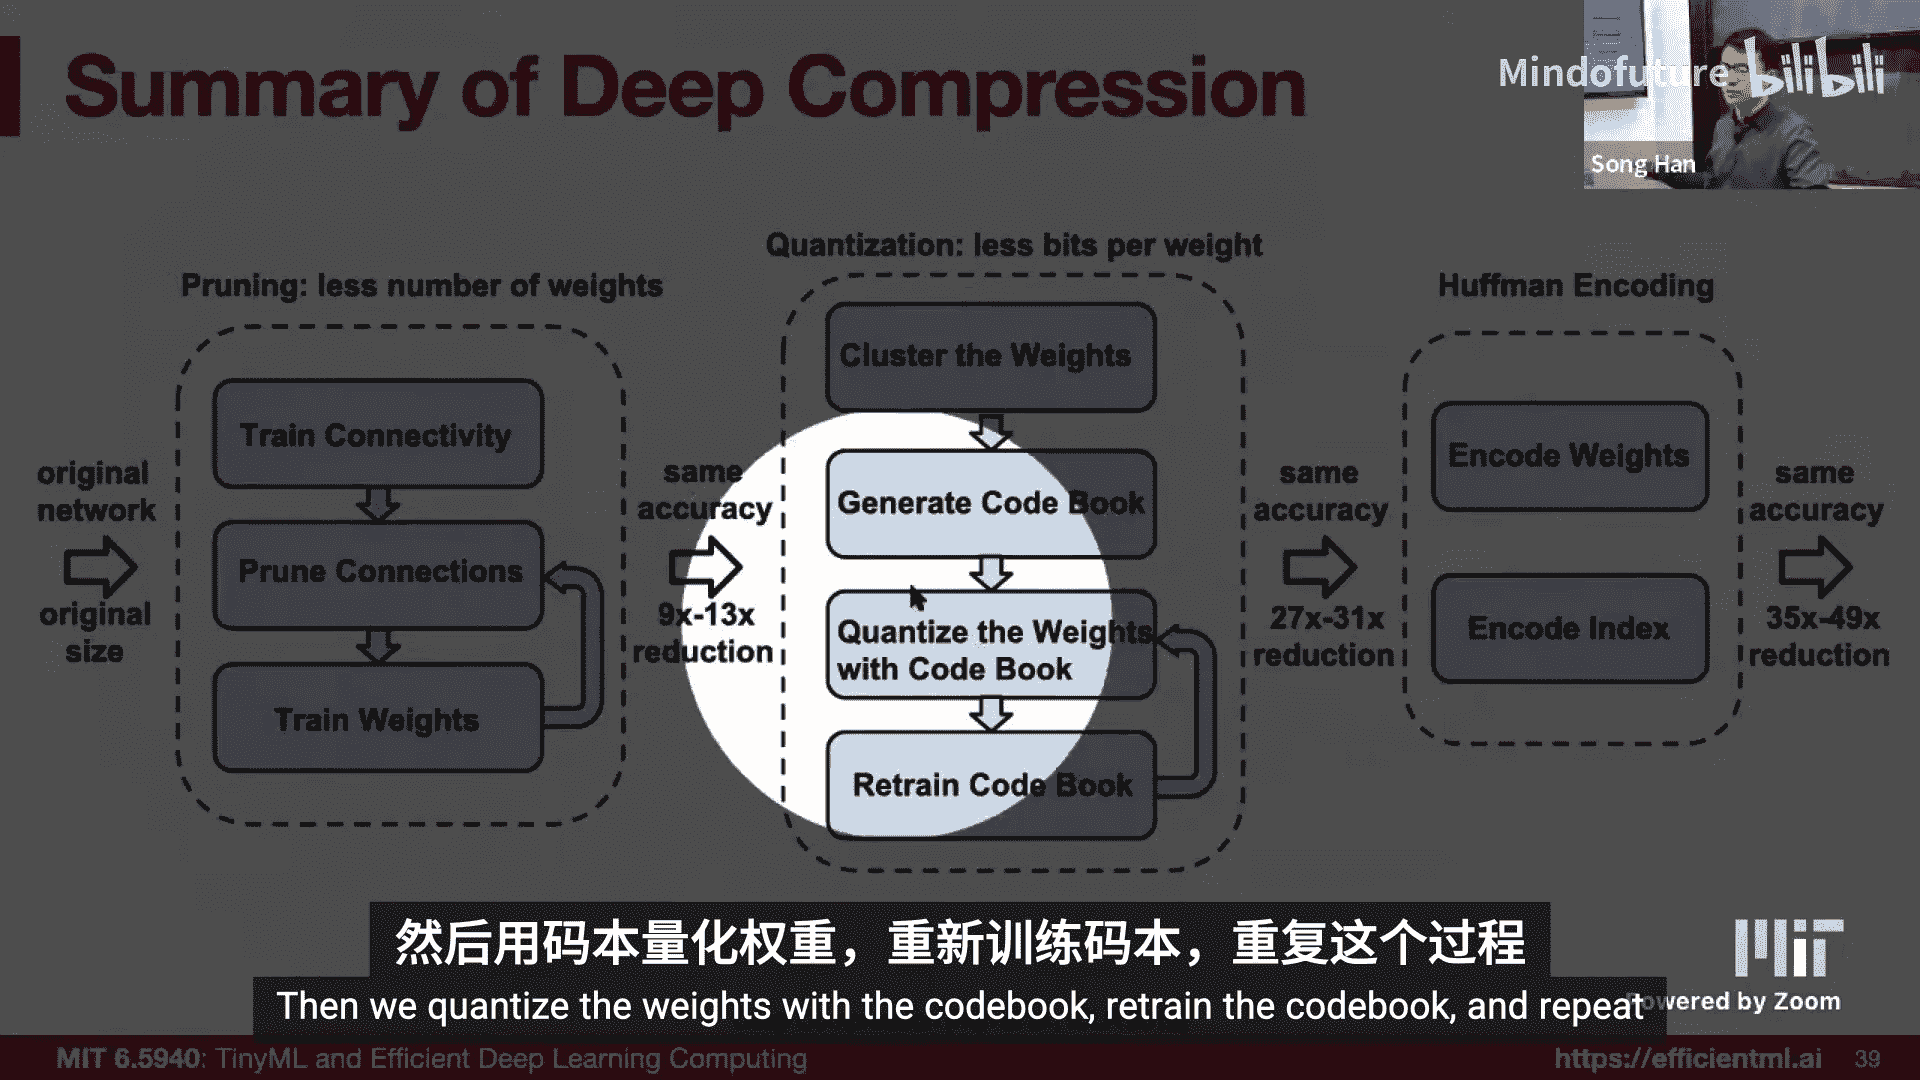 Summary of Deep Compression
Mindofuture
bilibili
Song Han
Pruning: less number of weights
Train Connectivity
Prune Connections
Train Weights
original
network
original
size
same
accuracy
9x-13x
reduction
Quantization: less bits per weight
Cluster the Weights
Generate Code Book
Quantize the Weights
with Code Book
Retrain Code Book
same
accuracy
27x-31x
reduction
Huffman Encoding
Encode Weights
Encode Index
same
accuracy
35x-49x
reduction
然后用码本量化权重，重新训练码本，重复这个过程
Then we quantize the weights with the codebook, retrain the codebook, and repeat
MIT
Powered by Zoom
MIT 6.5940: TinyML and Efficient Deep Learning Computing
https://efficientml.ai
39